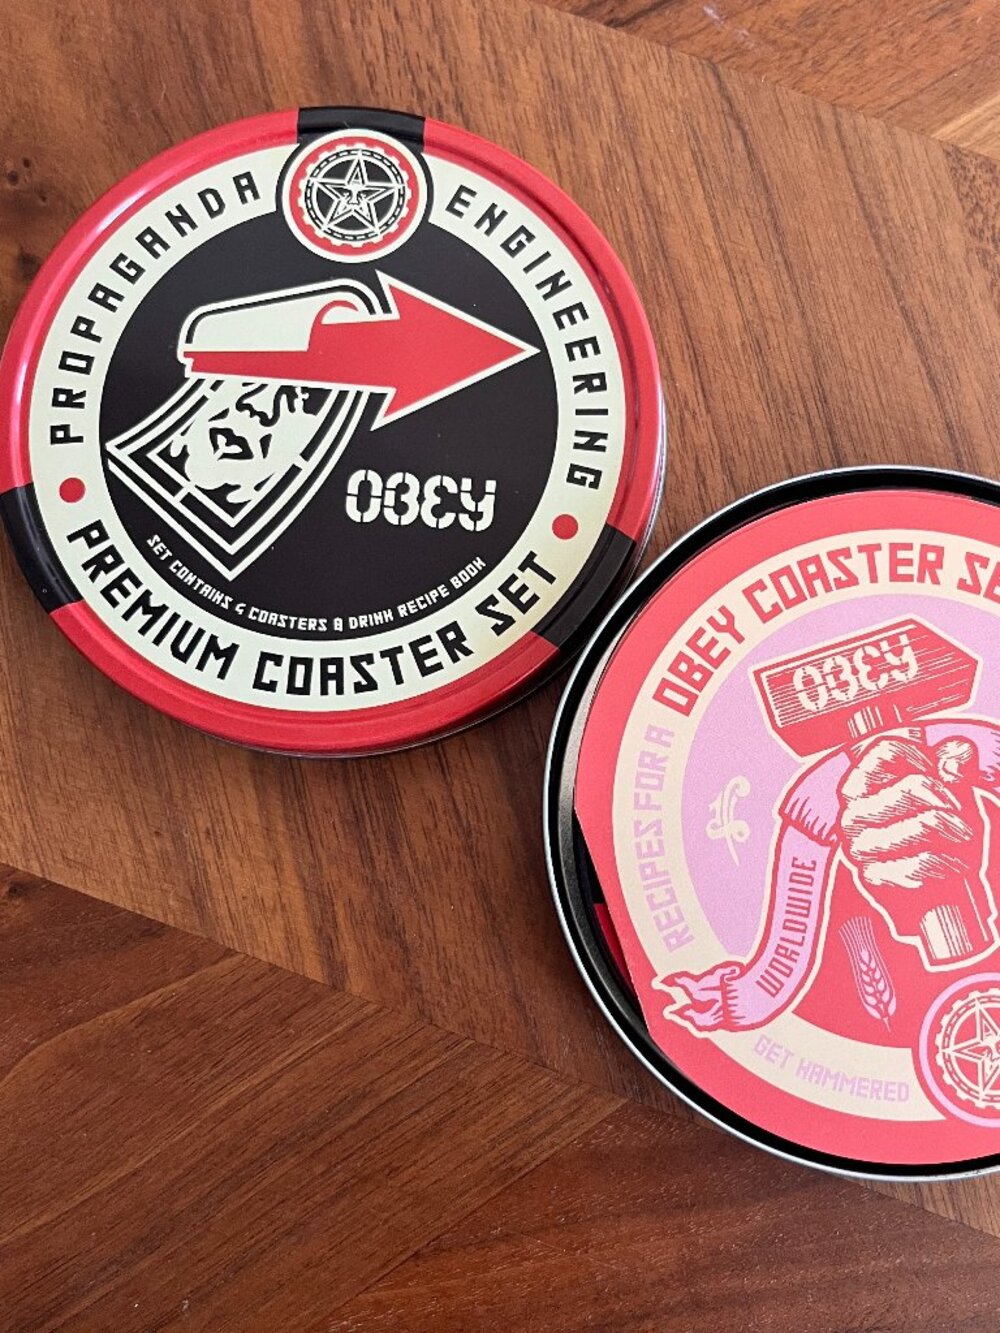 PROPAGANDA ENGINEERING
OBEY
SET CONTAINS 4 COASTERS & DRINK RECIPE BOOK
PREMIUM COASTER SET
RECIPES FOR A OBEY COASTER SE
OBEY
WORLDWIDE
GET HAMMERED